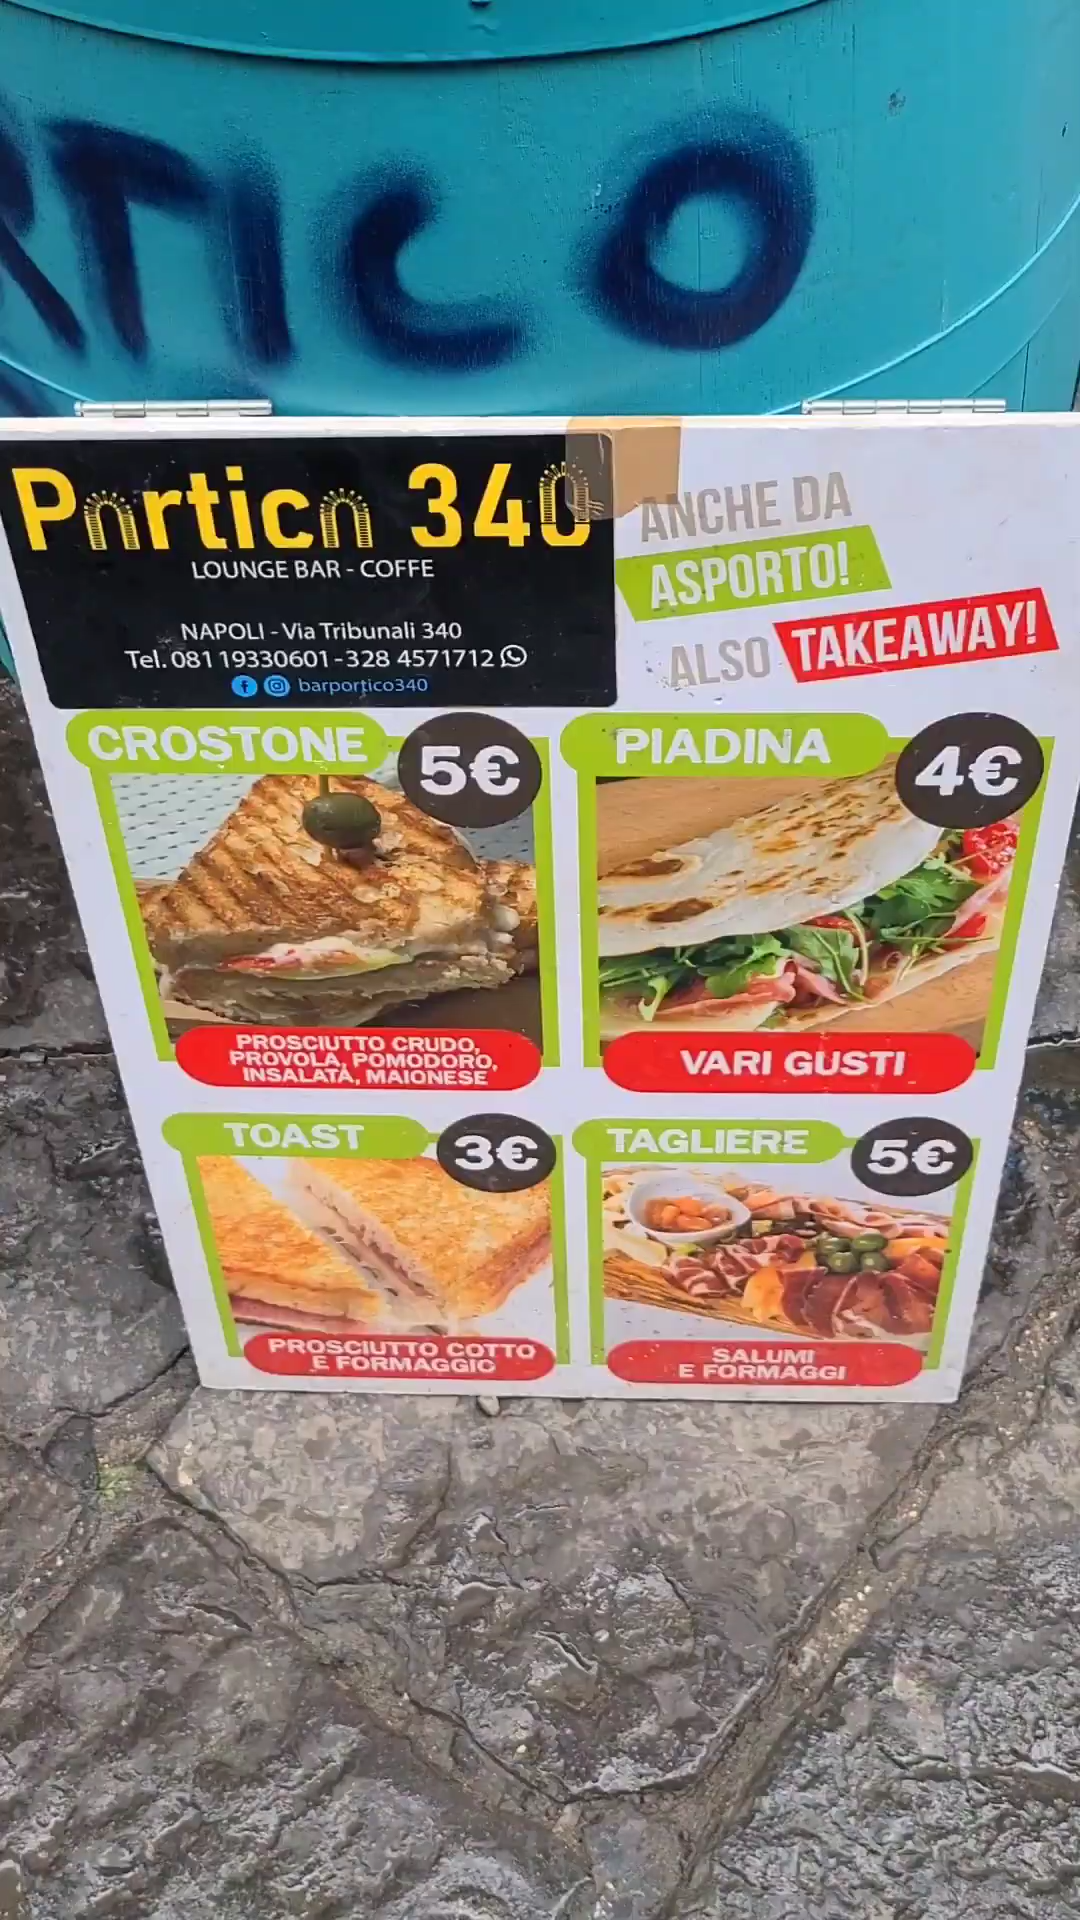 TICO
Portico 340
LOUNGE BAR - COFFE
NAPOLI - Via Tribunali 340
Tel. 081 19330601 - 328 4571712
barportico340
ANCHE DA
ASPORTO!
ALSO TAKEAWAY!
CROSTONE 5€
PROSCIUTTO CRUDO,
PROVOLA, POMODORO,
INSALATA, MAIONESE
PIADINA 4€
VARI GUSTI
TOAST 3€
PROSCIUTTO COTTO
E FORMAGGIO
TAGLIERE 5€
SALUMI
E FORMAGGI